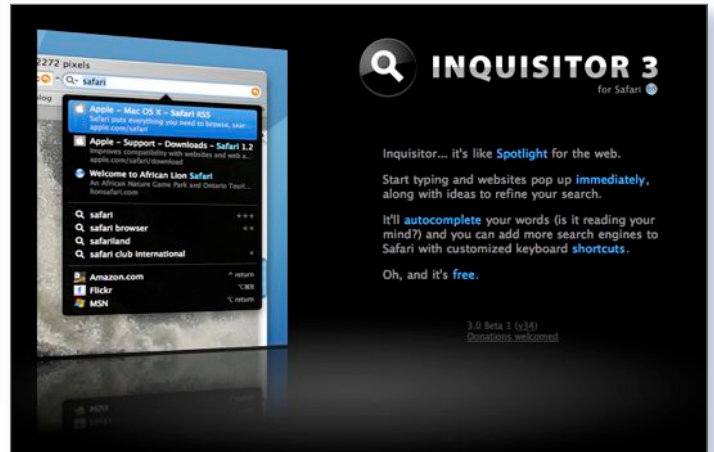 2272 pixels
safari
blog
Apple – Mac OS X – Safari RSS
Safari puts everything you need to browse, sear...
apple.com/safari
Apple – Support – Downloads – Safari 1.2
Improves compatibility with websites and web a...
apple.com/safari/download
Welcome to African Lion Safari
An African Nature Game Park and Ontario Touri...
lionsafari.com
safari
safari browser
safariland
safari club international
Amazon.com ^ return
Flickr ⌥⌘R
MSN ⌥ return
INQUISITOR 3
for Safari
Inquisitor... it's like Spotlight for the web.
Start typing and websites pop up immediately,
along with ideas to refine your search.
It'll autocomplete your words (is it reading your
mind?) and you can add more search engines to
Safari with customized keyboard shortcuts.
Oh, and it's free.
3.0 Beta 1 (v34)
Donations welcomed